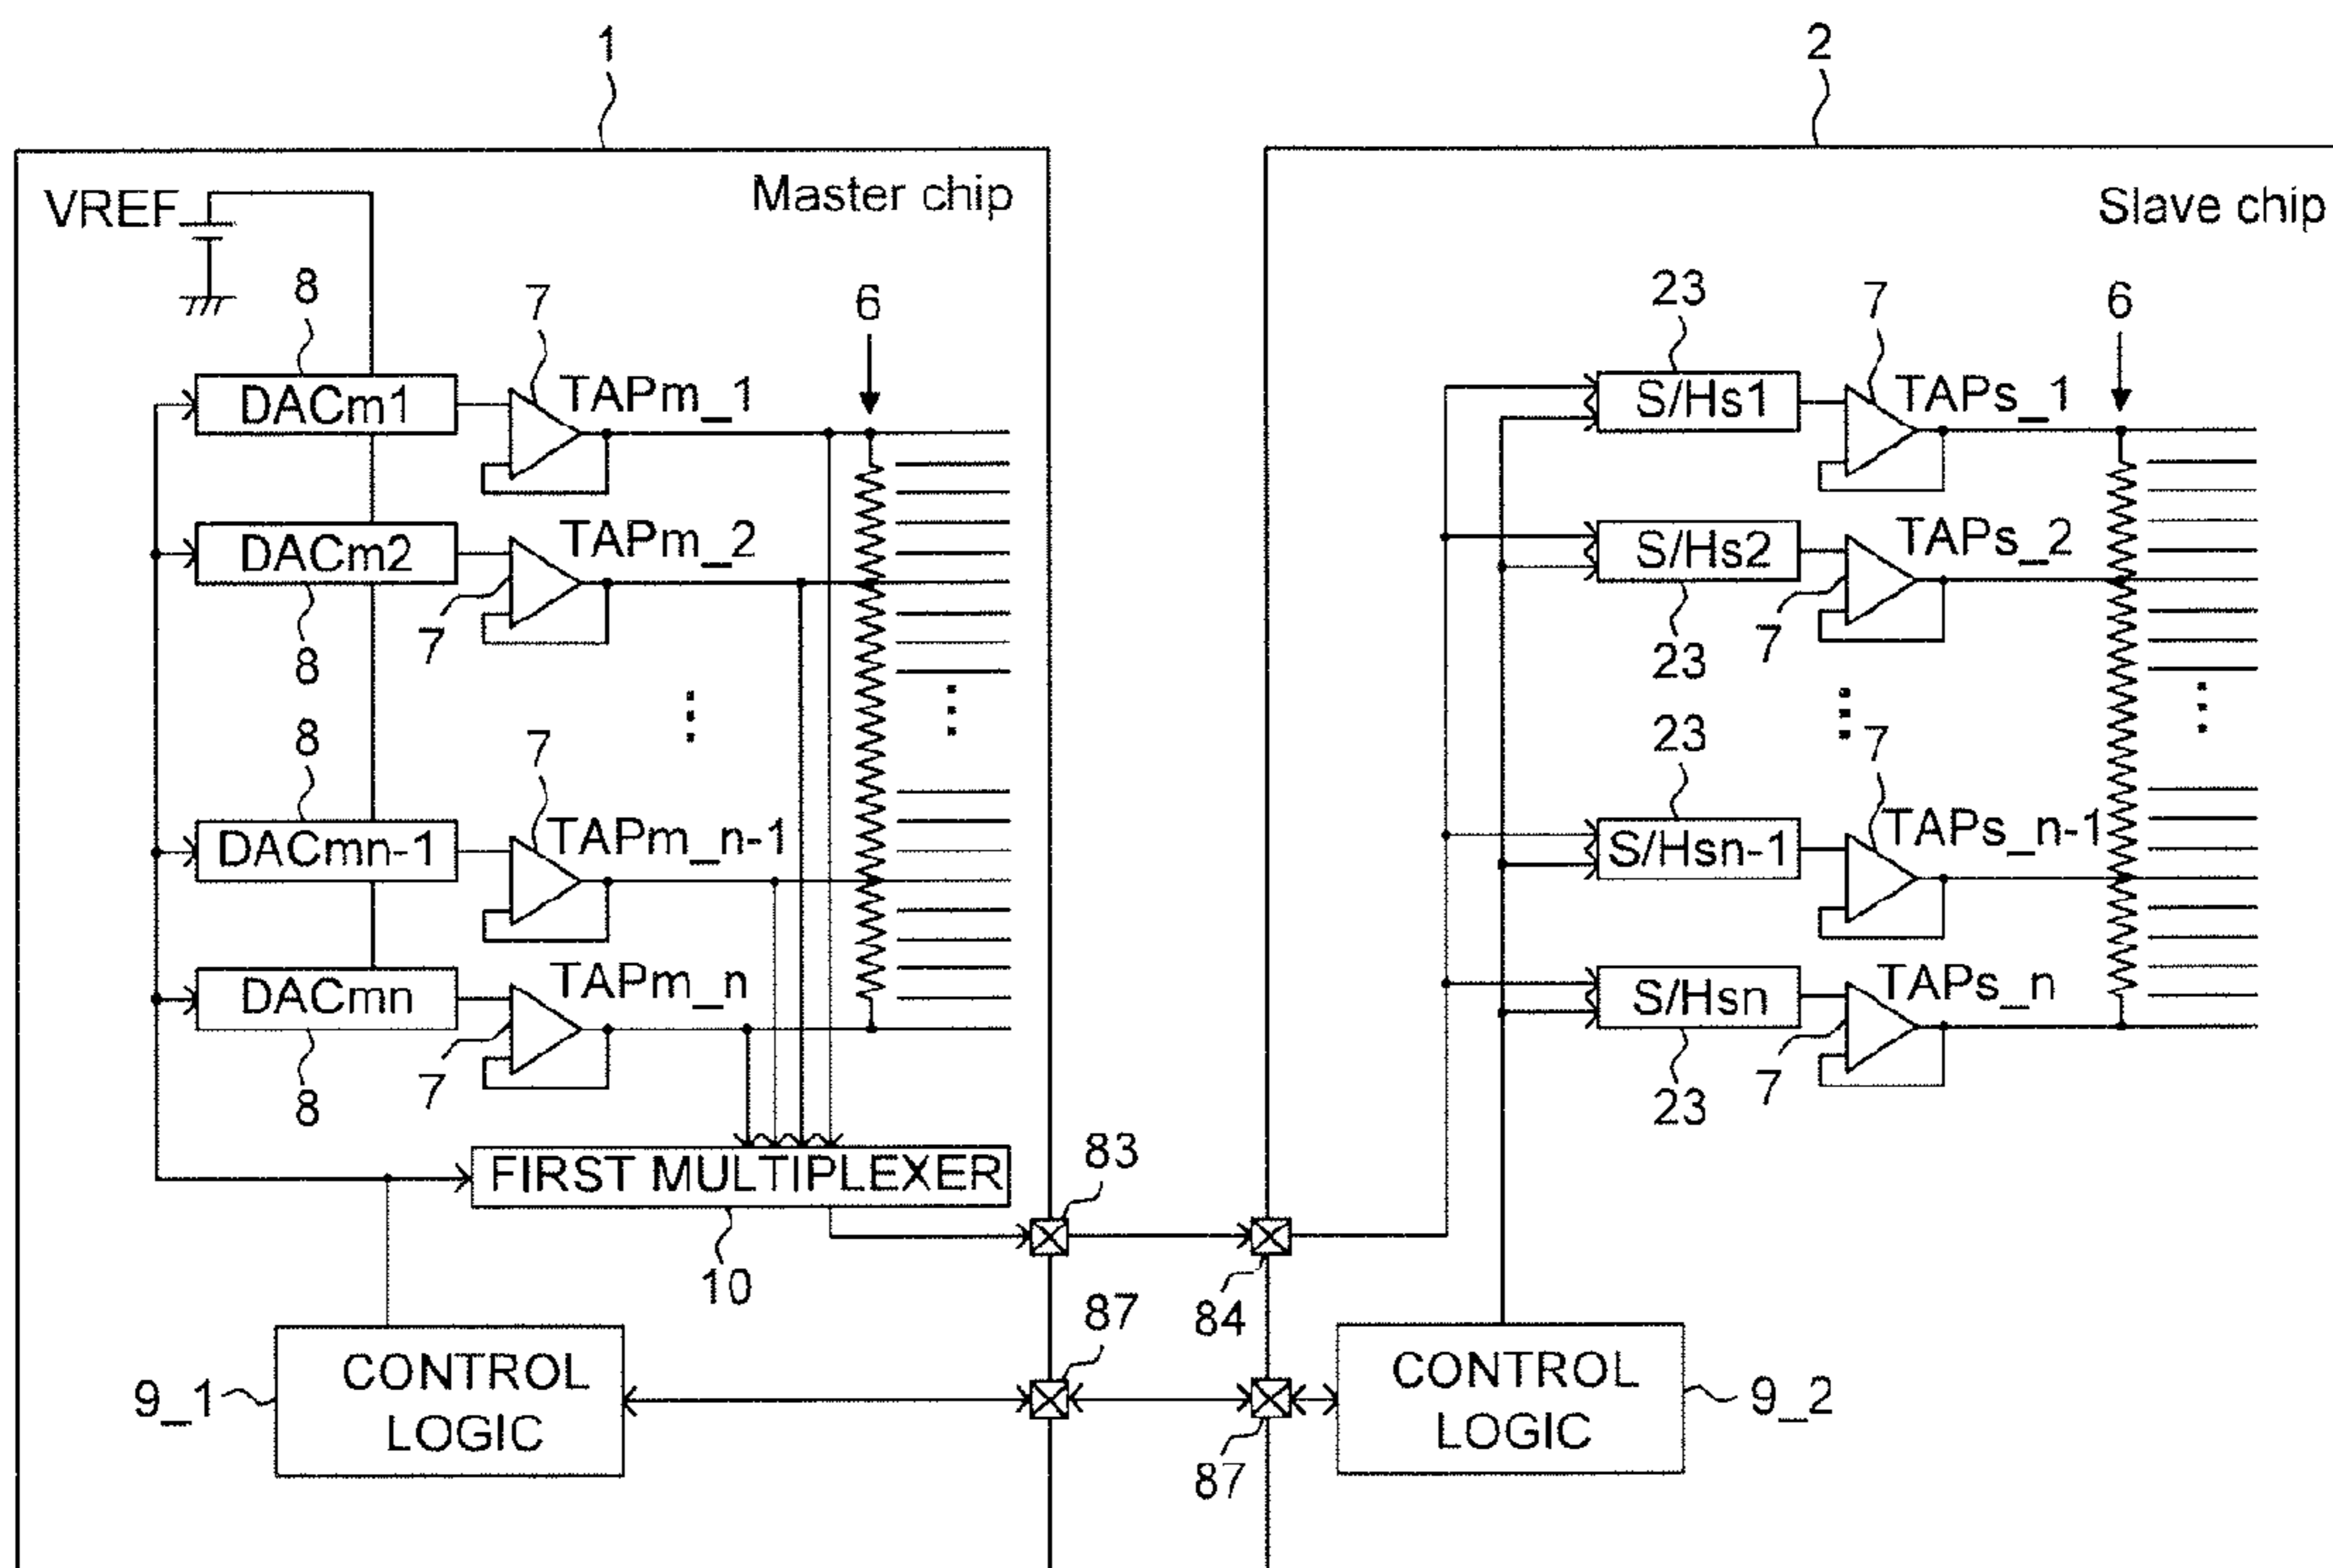 1
2
Master chip
Slave chip
VREF
8
7
6
23
7
6
DACm1
TAPm_1
S/Hs1
TAPs_1
DACm2
TAPm_2
S/Hs2
TAPs_2
8
7
23
7
8
7
23
7
DACmn-1
TAPm_n-1
S/Hsn-1
TAPs_n-1
DACmn
TAPm_n
S/Hsn
TAPs_n
8
7
23
7
FIRST MULTIPLEXER
83
10
84
87
CONTROL
LOGIC
9_1
CONTROL
LOGIC
9_2
87